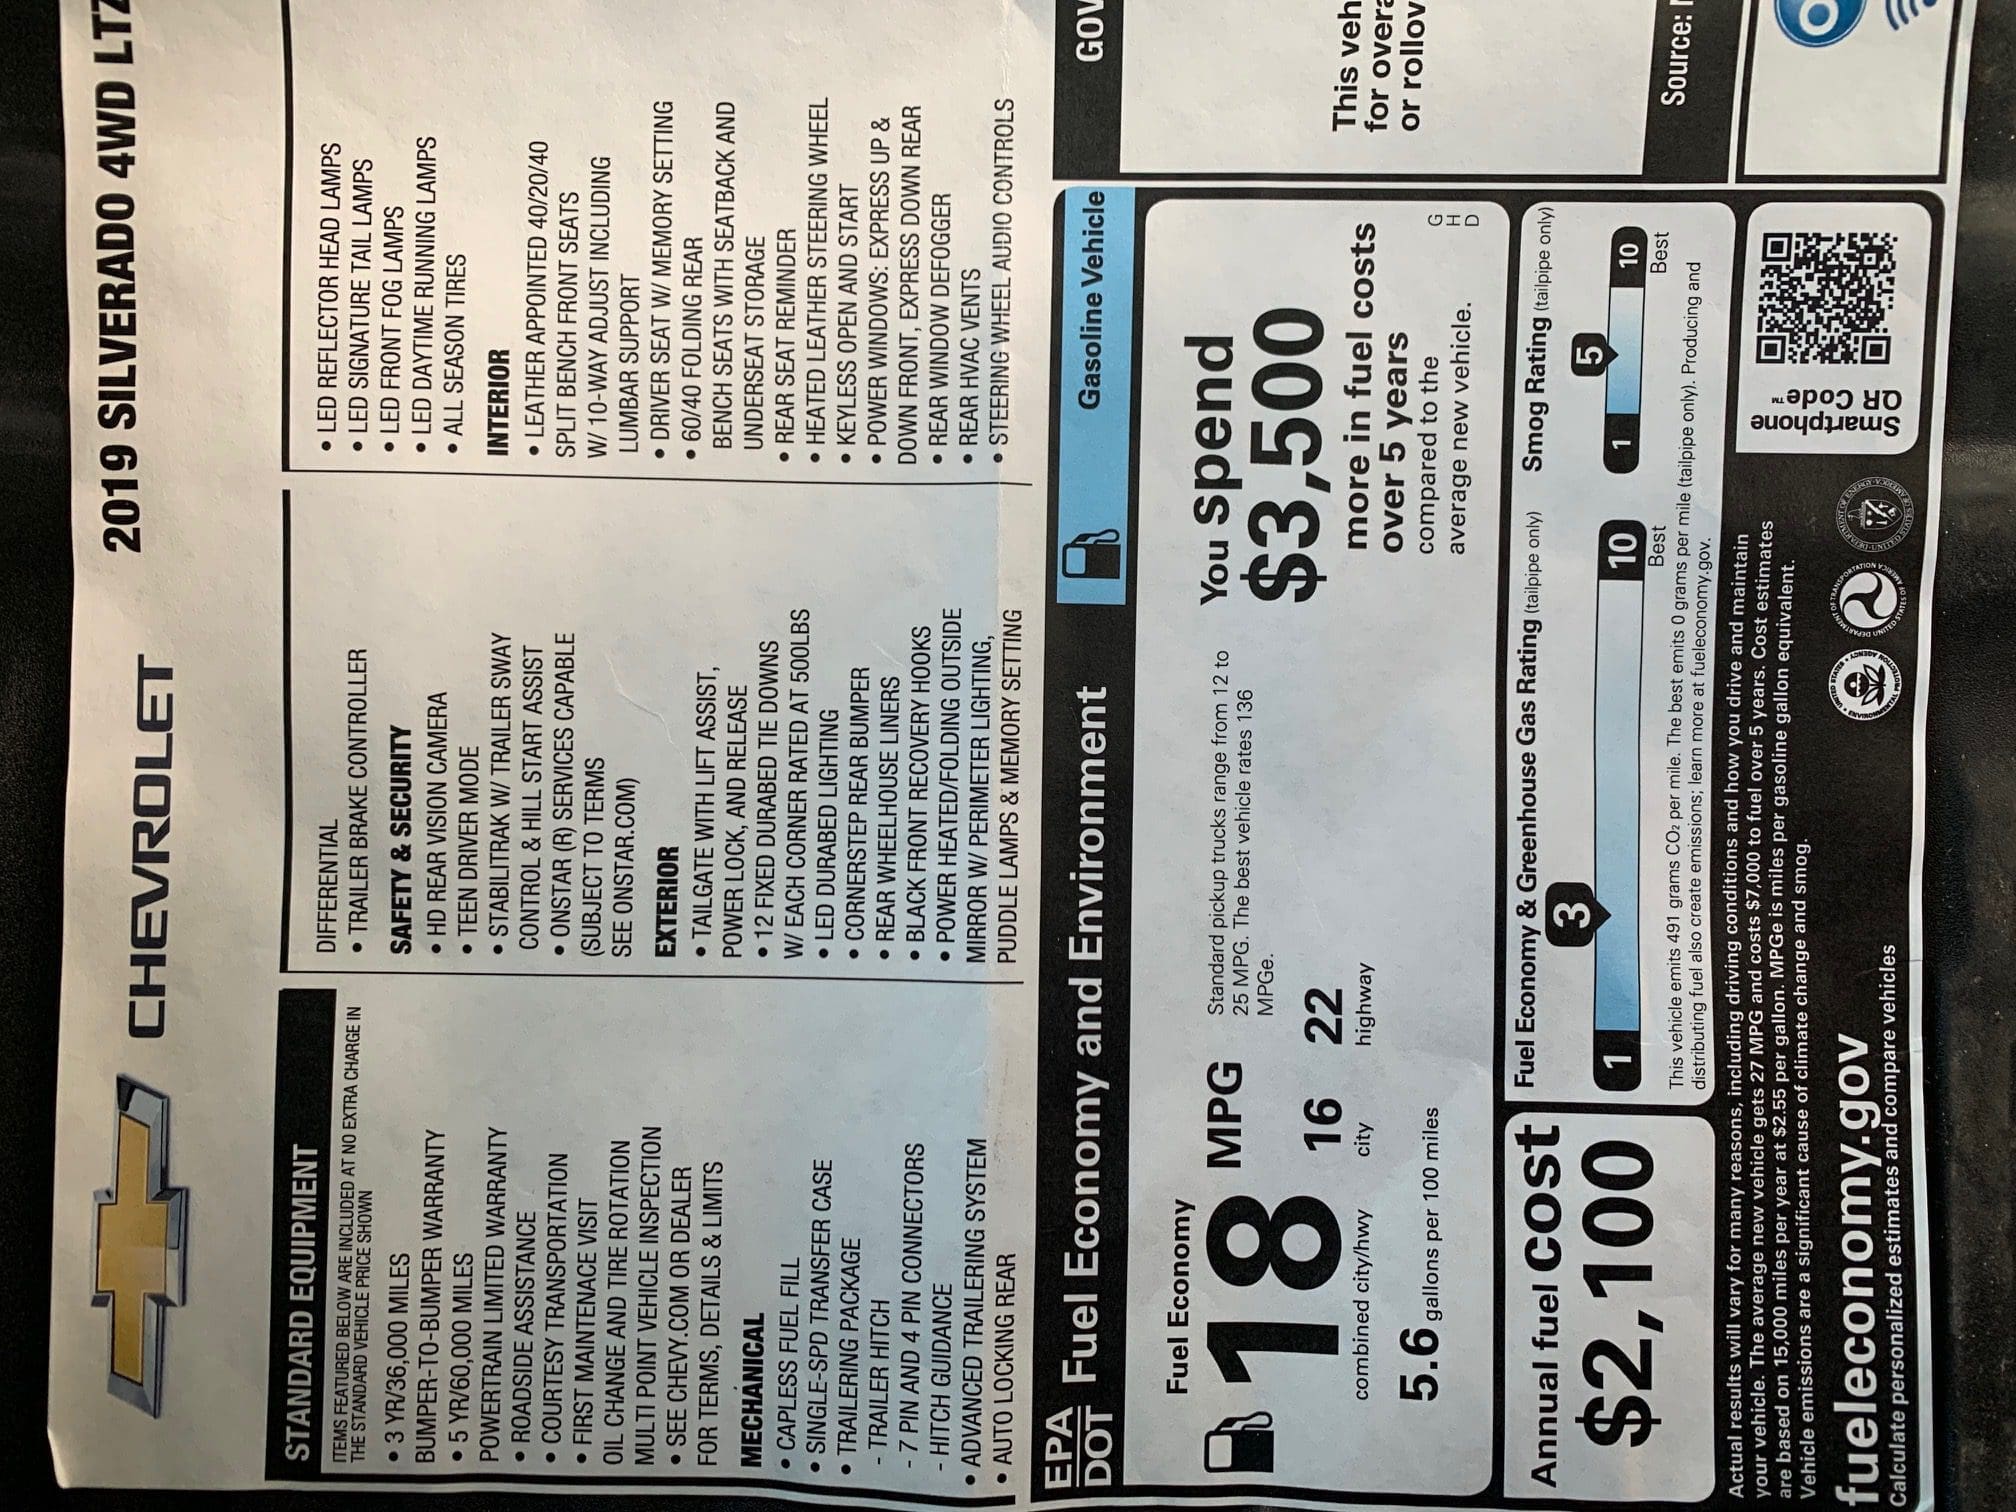 CHEVROLET
2019 SILVERADO 4WD LTZ
STANDARD EQUIPMENT
ITEMS FEATURED BELOW ARE INCLUDED AT NO EXTRA CHARGE IN
THE STANDARD VEHICLE PRICE SHOWN
• 3 YR/36,000 MILES
BUMPER-TO-BUMPER WARRANTY
• 5 YR/60,000 MILES
POWERTRAIN LIMITED WARRANTY
• ROADSIDE ASSISTANCE
• COURTESY TRANSPORTATION
• FIRST MAINTENACE VISIT
OIL CHANGE AND TIRE ROTATION
MULTI POINT VEHICLE INSPECTION
• SEE CHEVY.COM OR DEALER
FOR TERMS, DETAILS & LIMITS
MECHANICAL
• CAPLESS FUEL FILL
• SINGLE-SPD TRANSFER CASE
• TRAILERING PACKAGE
- TRAILER HITCH
- 7 PIN AND 4 PIN CONNECTORS
- HITCH GUIDANCE
• ADVANCED TRAILERING SYSTEM
• AUTO LOCKING REAR
DIFFERENTIAL
• TRAILER BRAKE CONTROLLER
SAFETY & SECURITY
• HD REAR VISION CAMERA
• TEEN DRIVER MODE
• STABILITRAK W/ TRAILER SWAY
CONTROL & HILL START ASSIST
• ONSTAR (R) SERVICES CAPABLE
(SUBJECT TO TERMS
SEE ONSTAR.COM)
EXTERIOR
• TAILGATE WITH LIFT ASSIST,
POWER LOCK, AND RELEASE
• 12 FIXED DURABED TIE DOWNS
W/ EACH CORNER RATED AT 500LBS
• LED DURABED LIGHTING
• CORNERSTEP REAR BUMPER
• REAR WHEELHOUSE LINERS
• BLACK FRONT RECOVERY HOOKS
• POWER HEATED/FOLDING OUTSIDE
MIRROR W/ PERIMETER LIGHTING,
PUDDLE LAMPS & MEMORY SETTING
• LED REFLECTOR HEAD LAMPS
• LED SIGNATURE TAIL LAMPS
• LED FRONT FOG LAMPS
• LED DAYTIME RUNNING LAMPS
• ALL SEASON TIRES
INTERIOR
• LEATHER APPOINTED 40/20/40
SPLIT BENCH FRONT SEATS
W/ 10-WAY ADJUST INCLUDING
LUMBAR SUPPORT
• DRIVER SEAT W/ MEMORY SETTING
• 60/40 FOLDING REAR
BENCH SEATS WITH SEATBACK AND
UNDERSEAT STORAGE
• REAR SEAT REMINDER
• HEATED LEATHER STEERING WHEEL
• KEYLESS OPEN AND START
• POWER WINDOWS: EXPRESS UP &
DOWN FRONT, EXPRESS DOWN REAR
• REAR WINDOW DEFOGGER
• REAR HVAC VENTS
• STEERING WHEEL AUDIO CONTROLS
EPA
DOT
Fuel Economy and Environment
Gasoline Vehicle
Fuel Economy
18 MPG
combined city/hwy
16
city
22
highway
5.6 gallons per 100 miles
Standard pickup trucks range from 12 to
25 MPG. The best vehicle rates 136
MPGe.
You spend
$3,500
more in fuel costs
over 5 years
compared to the
average new vehicle.
G
H
D
Annual fuel cost
$2,100
Fuel Economy & Greenhouse Gas Rating (tailpipe only)
3
1
10
Best
Smog Rating (tailpipe only)
5
1
10
Best
This vehicle emits 491 grams CO₂ per mile. The best emits 0 grams per mile (tailpipe only). Producing and
distributing fuel also create emissions; learn more at fueleconomy.gov.
Actual results will vary for many reasons, including driving conditions and how you drive and maintain
your vehicle. The average new vehicle gets 27 MPG and costs $7,000 to fuel over 5 years. Cost estimates
are based on 15,000 miles per year at $2.55 per gallon. MPGe is miles per gasoline gallon equivalent.
Vehicle emissions are a significant cause of climate change and smog.
fueleconomy.gov
Calculate personalized estimates and compare vehicles
Smartphone
QR Code™
GOV
This veh
for overa
or rollov
Source: